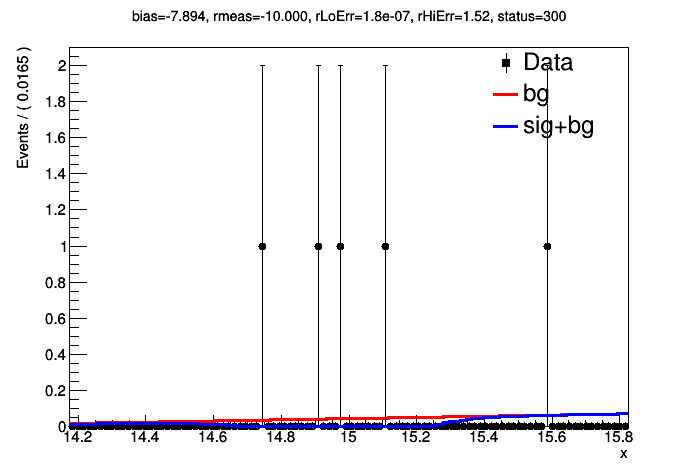 bias=-7.894, rmeas=-10.000, rLoErr=1.8e-07, rHiErr=1.52, status=300
Events / ( 0.0165 )
2
1.8
1.6
1.4
1.2
1
0.8
0.6
0.4
0.2
0
Data
bg
sig+bg
14.2 14.4 14.6 14.8 15 15.2 15.4 15.6 15.8
x